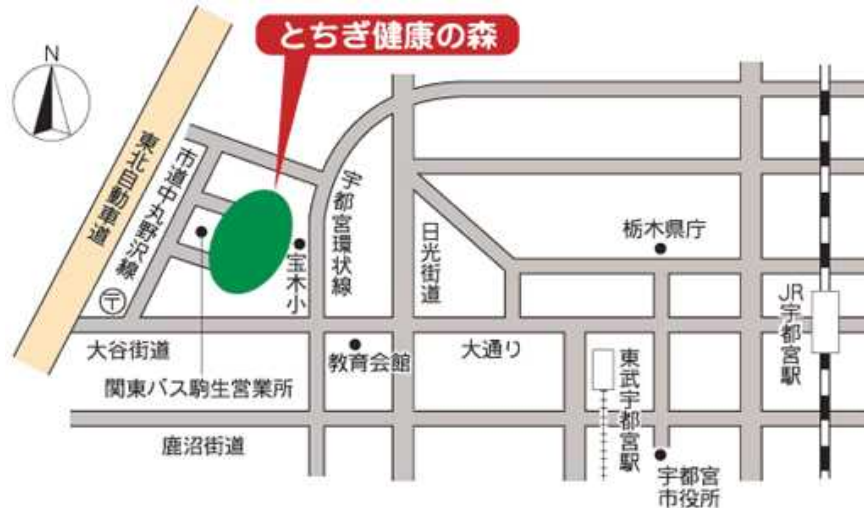 とちぎ健康の森
N
東北自動車道
市道中丸野沢線
宇都宮環状線
宝木小
日光街道
栃木県庁
JR宇都宮駅
〒
大谷街道
教育会館
大通り
関東バス駒生営業所
東武宇都宮駅
鹿沼街道
宇都宮
市役所